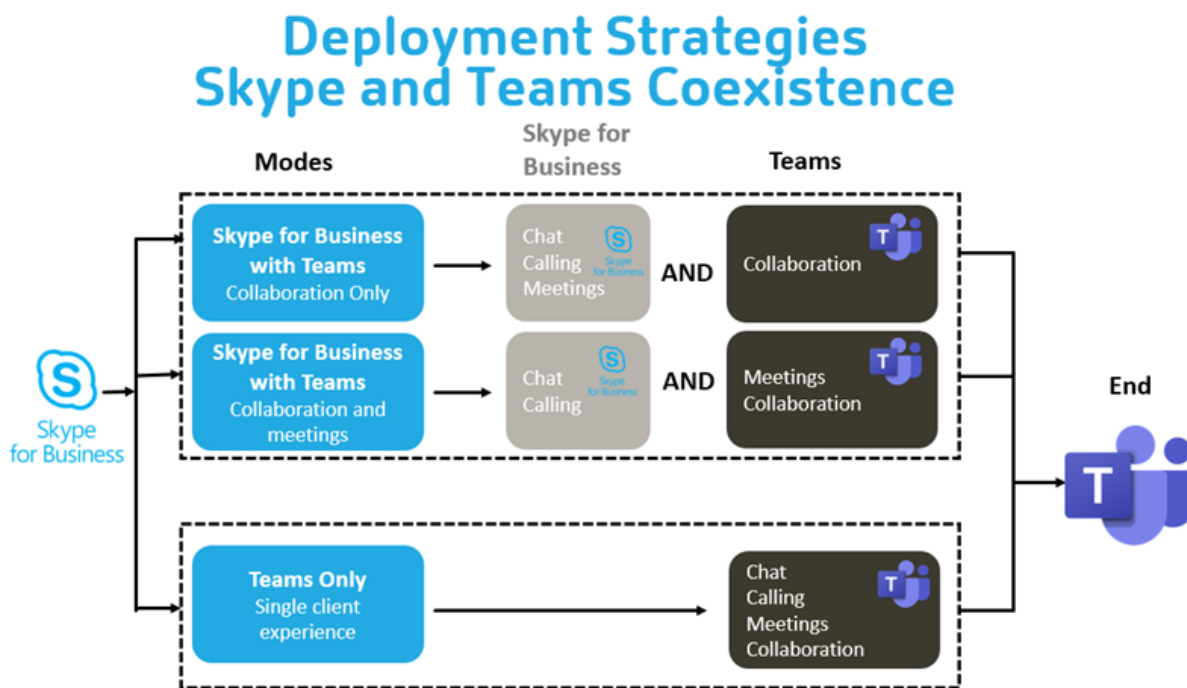 Deployment Strategies
Skype and Teams Coexistence
Modes
Skype for
Business
Teams
Skype for Business
with Teams
Collaboration Only
Chat
Calling
Meetings
S
Skype
for Business
AND
Collaboration
T
Skype for Business
with Teams
Collaboration and
meetings
Chat
Calling
S
Skype
for Business
AND
Meetings
Collaboration
T
S
Skype
for Business
End
T
Teams Only
Single client
experience
Chat
Calling
Meetings
Collaboration
T